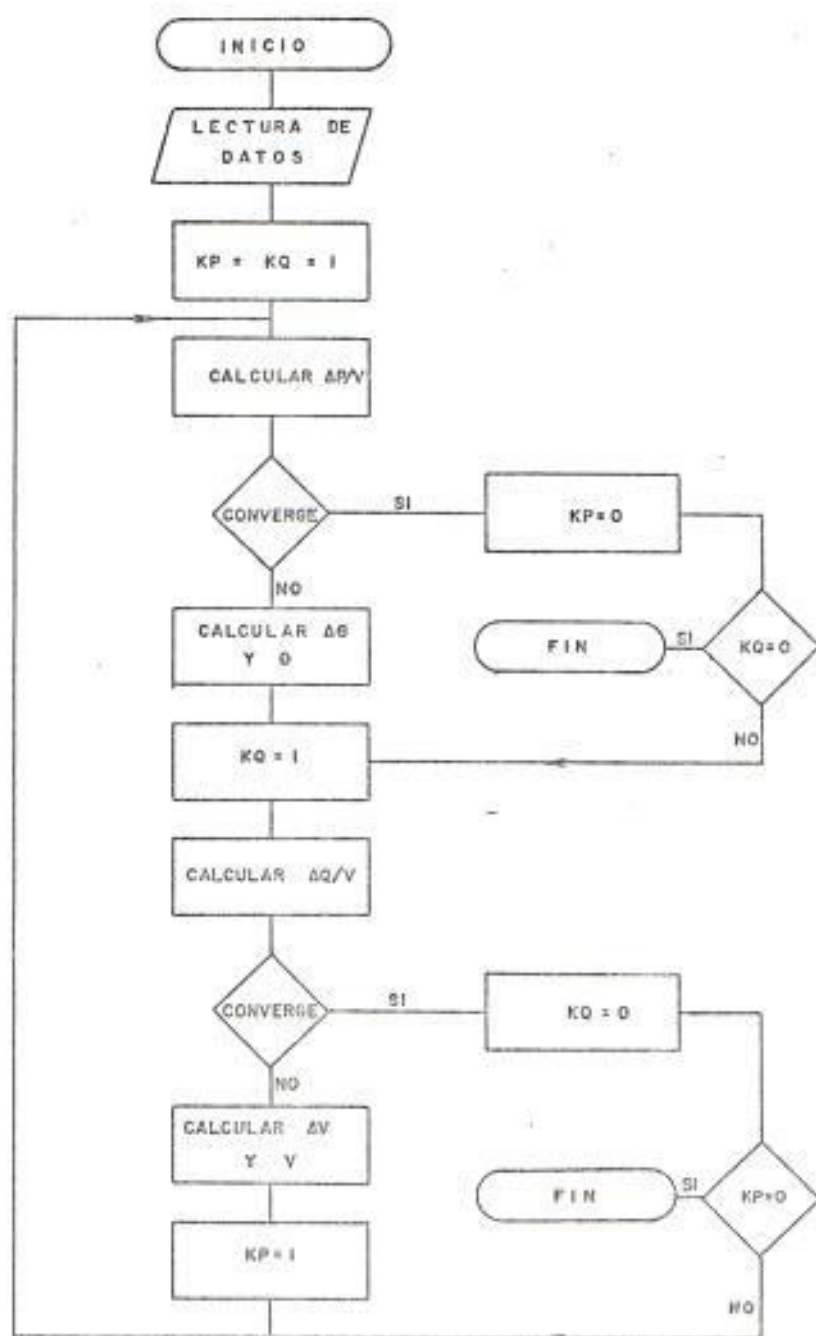 INICIO
LECTURA DE
DATOS
KP = KQ = 1
CALCULAR ΔP/V
CONVERGE
SI
KP=0
NO
CALCULAR Δθ
Y θ
FIN
SI
KQ=0
KQ = 1
NO
CALCULAR ΔQ/V
CONVERGE
SI
KQ = 0
NO
CALCULAR ΔV
Y V
FIN
SI
KP=0
KP=1
NO